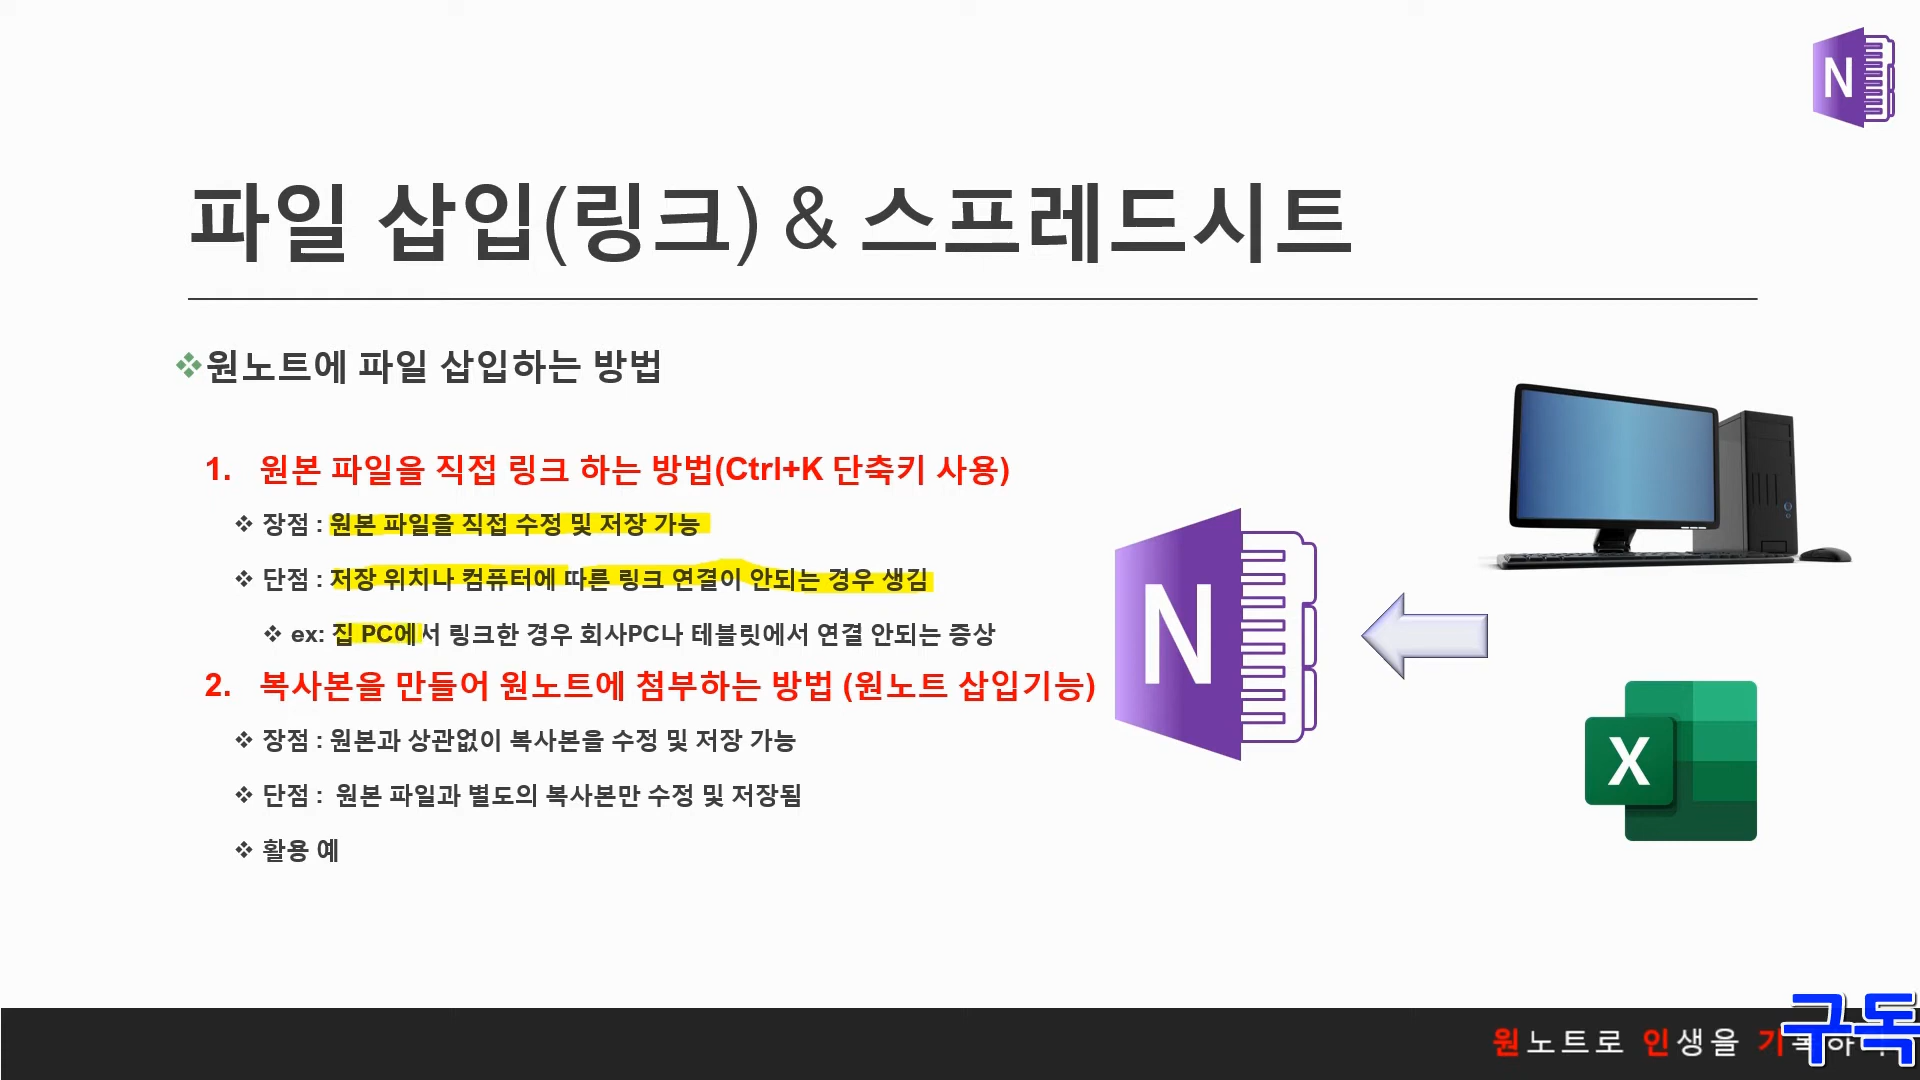 N
파일 삽입(링크) & 스프레드시트
❖원노트에 파일 삽입하는 방법
1. 원본 파일을 직접 링크 하는 방법(Ctrl+K 단축키 사용)
❖ 장점 : 원본 파일을 직접 수정 및 저장 가능
❖ 단점 : 저장 위치나 컴퓨터에 따른 링크 연결이 안되는 경우 생김
❖ ex: 집 PC에서 링크한 경우 회사PC나 테블릿에서 연결 안되는 증상
2. 복사본을 만들어 원노트에 첨부하는 방법 (원노트 삽입기능)
❖ 장점 : 원본과 상관없이 복사본을 수정 및 저장 가능
❖ 단점 : 원본 파일과 별도의 복사본만 수정 및 저장됨
❖ 활용 예
N
X
원노트로 인생을
구독